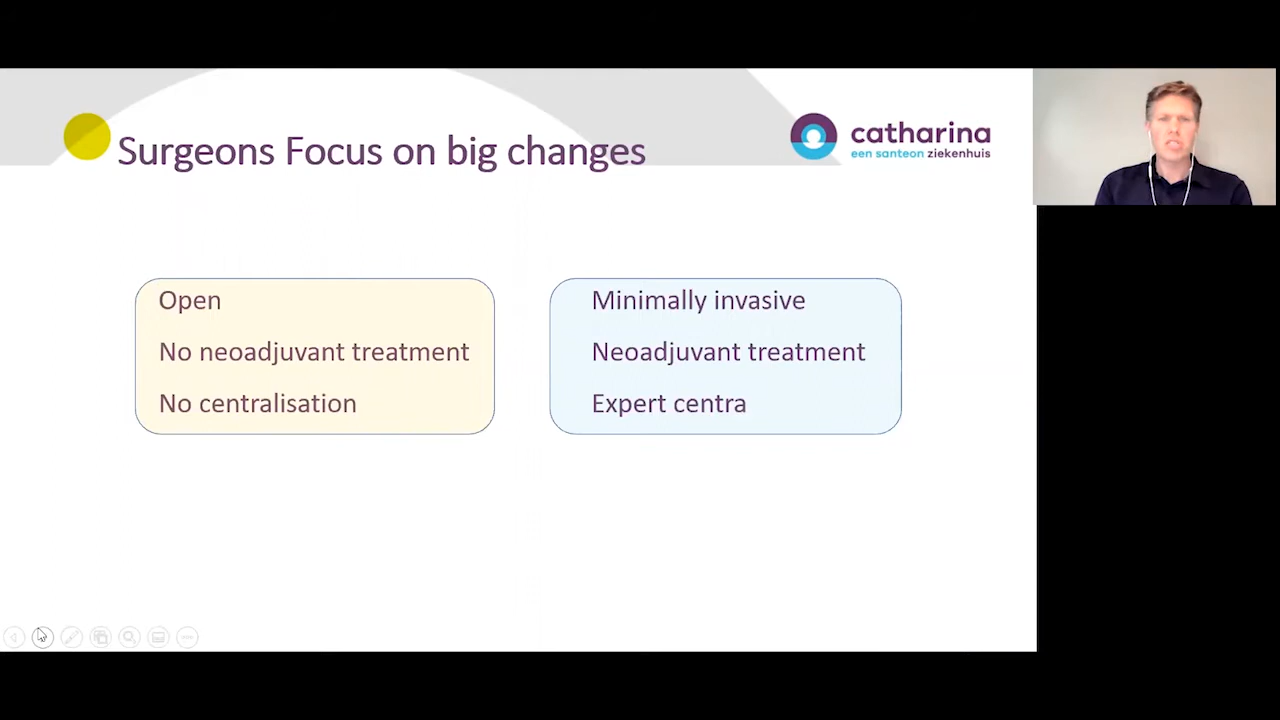 Surgeons Focus on big changes
catharina
een santeon ziekenhuis
Open
No neoadjuvant treatment
No centralisation
Minimally invasive
Neoadjuvant treatment
Expert centra